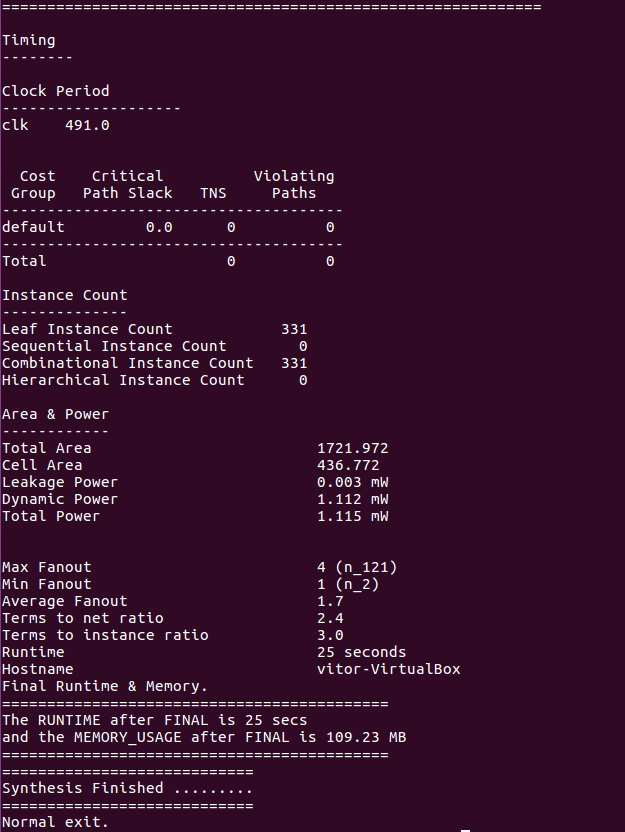 ============================================================
Timing
--------
Clock Period
--------------------
clk    491.0
  Cost    Critical          Violating
 Group   Path Slack   TNS     Paths
--------------------------------------
default         0.0      0          0
--------------------------------------
Total                    0          0
Instance Count
--------------
Leaf Instance Count            331
Sequential Instance Count        0
Combinational Instance Count   331
Hierarchical Instance Count      0
Area & Power
------------
Total Area                         1721.972
Cell Area                          436.772
Leakage Power                      0.003 mW
Dynamic Power                      1.112 mW
Total Power                        1.115 mW
Max Fanout                         4 (n_121)
Min Fanout                         1 (n_2)
Average Fanout                     1.7
Terms to net ratio                 2.4
Terms to instance ratio            3.0
Runtime                            25 seconds
Hostname                           vitor-VirtualBox
Final Runtime & Memory.
===========================================
The RUNTIME after FINAL is 25 secs
and the MEMORY_USAGE after FINAL is 109.23 MB
===========================================
============================
Synthesis Finished .........
============================
Normal exit.